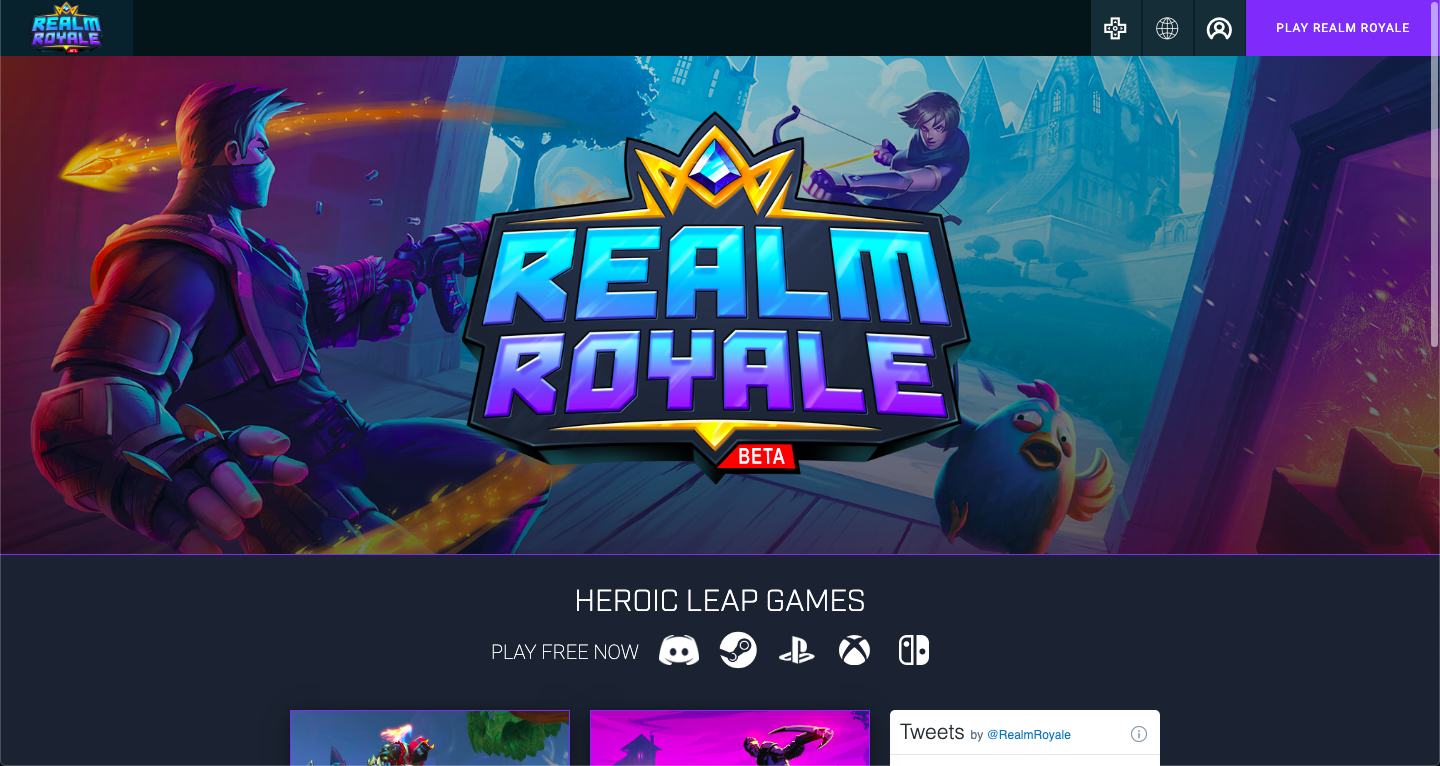 REALM
ROYALE
PLAY REALM ROYALE
REALM
ROYALE
BETA
HEROIC LEAP GAMES
PLAY FREE NOW
Tweets by @RealmRoyale